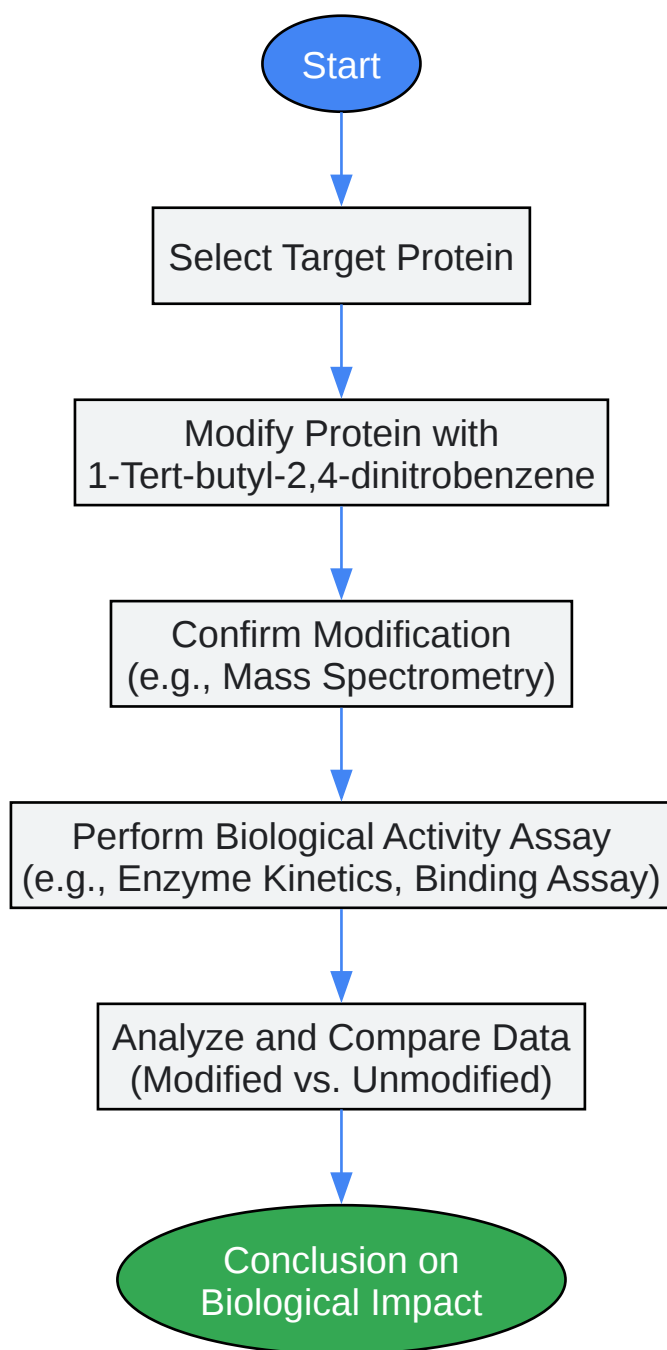 Start
Select Target Protein
Modify Protein with
1-Tert-butyl-2,4-dinitrobenzene
Confirm Modification
(e.g., Mass Spectrometry)
Perform Biological Activity Assay
(e.g., Enzyme Kinetics, Binding Assay)
Analyze and Compare Data
(Modified vs. Unmodified)
Conclusion on
Biological Impact